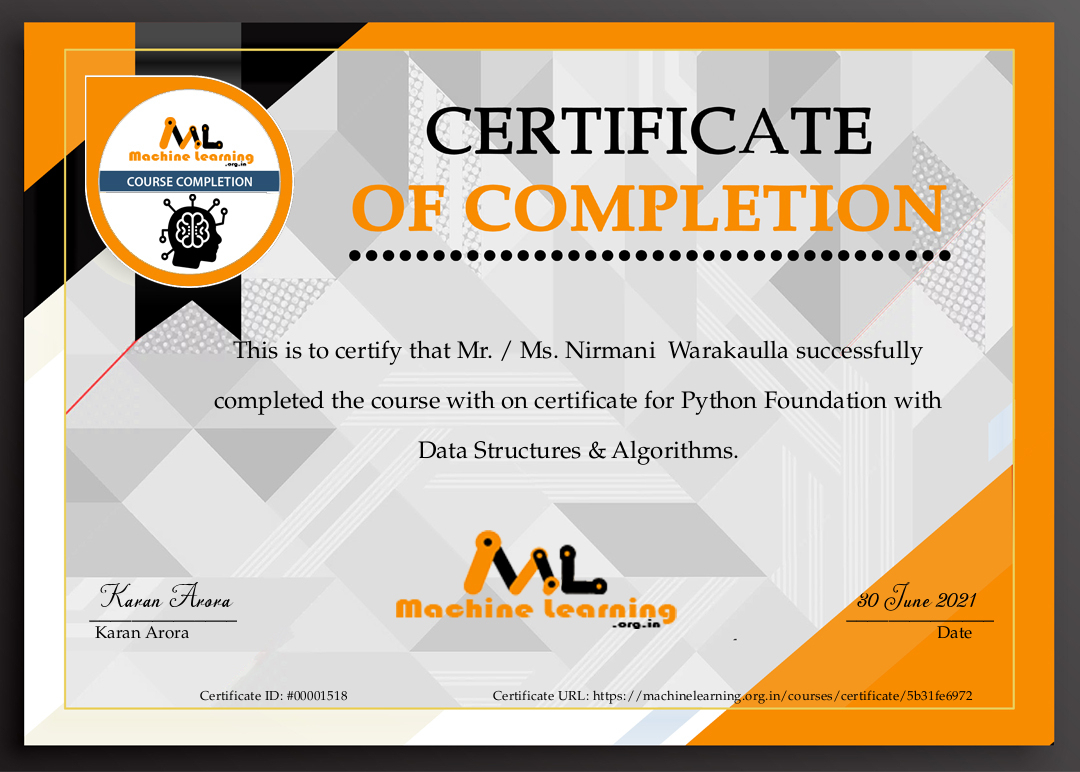 ML
Machine Learning
.org.in
COURSE COMPLETION
CERTIFICATE
OF COMPLETION
This is to certify that Mr. / Ms. Nirmani  Warakaulla successfully
completed the course with on certificate for Python Foundation with
Data Structures & Algorithms.
Karan Arora
Karan Arora
ML
Machine Learning
.org.in
30 June 2021
Date
Certificate ID: #00001518
Certificate URL: https://machinelearning.org.in/courses/certificate/5b31fe6972